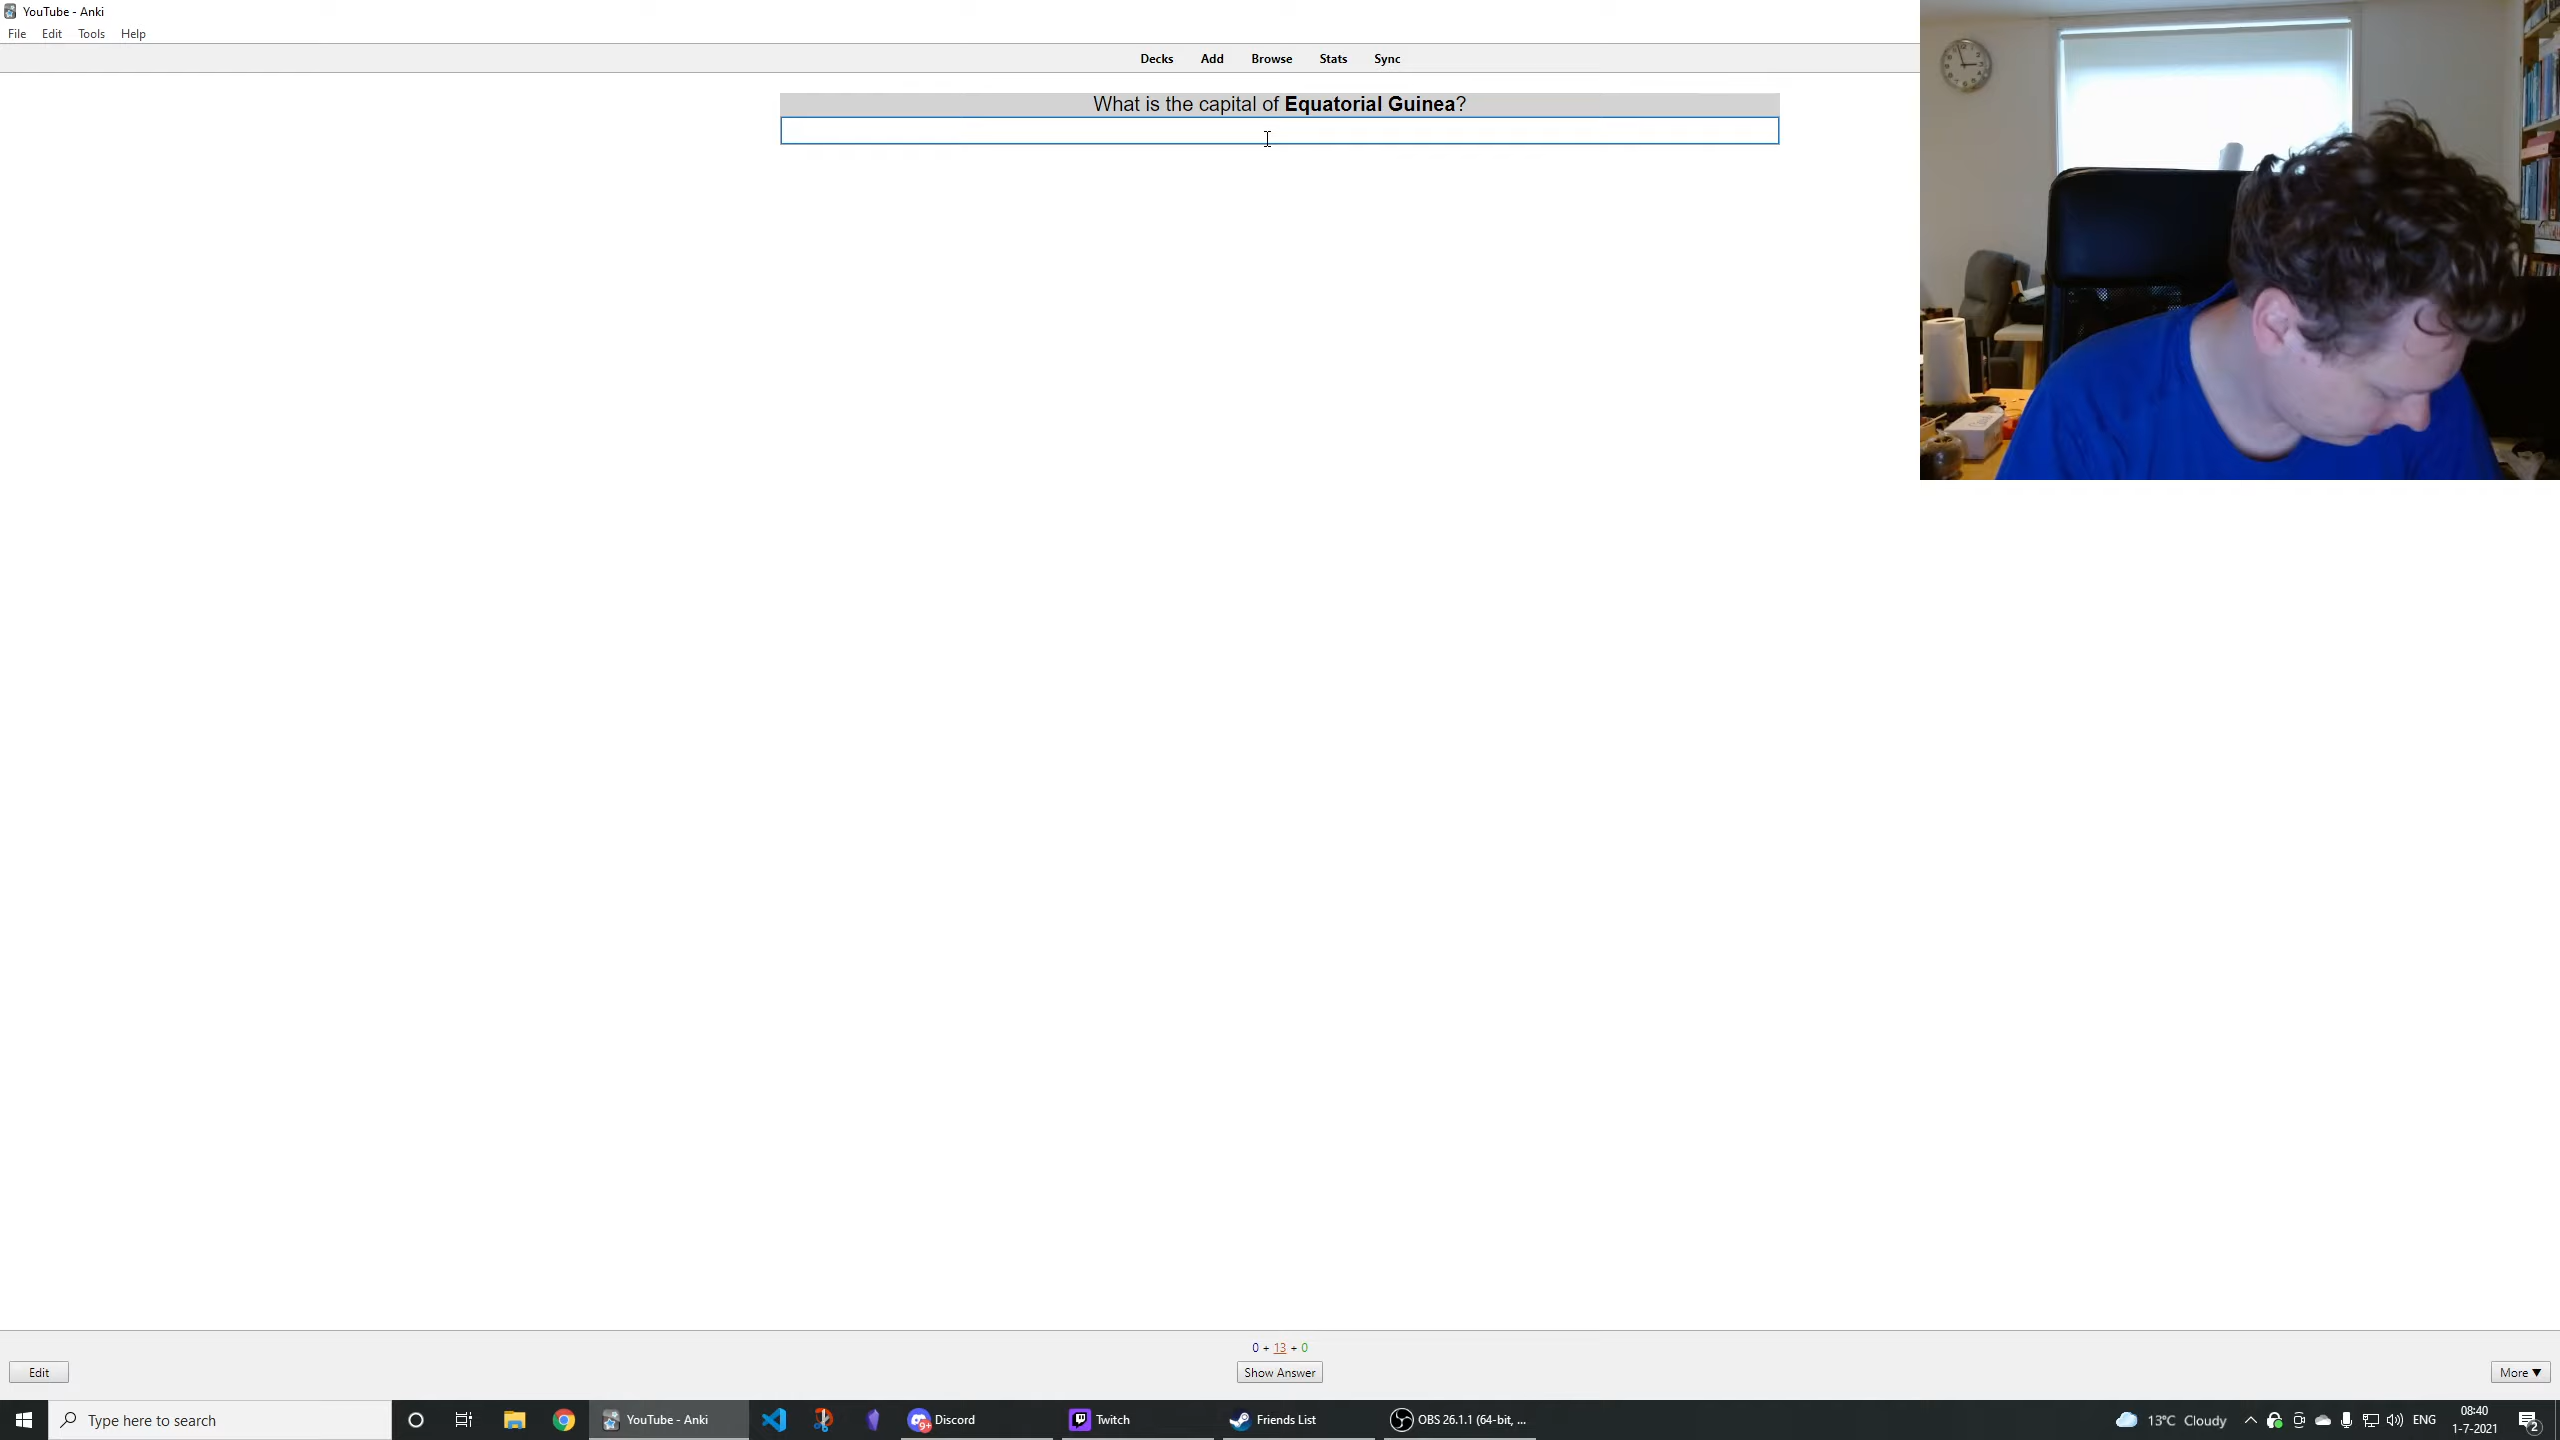 YouTube - Anki
File Edit Tools Help
Decks Add Browse Stats Sync
What is the capital of Equatorial Guinea?
0 + 13 + 0
Edit
Show Answer
More ▼
Type here to search
YouTube - Anki
9+ Discord
Twitch
Friends List
OBS 26.1.1 (64-bit, ...
13°C Cloudy
ENG
08:40
1-7-2021
2